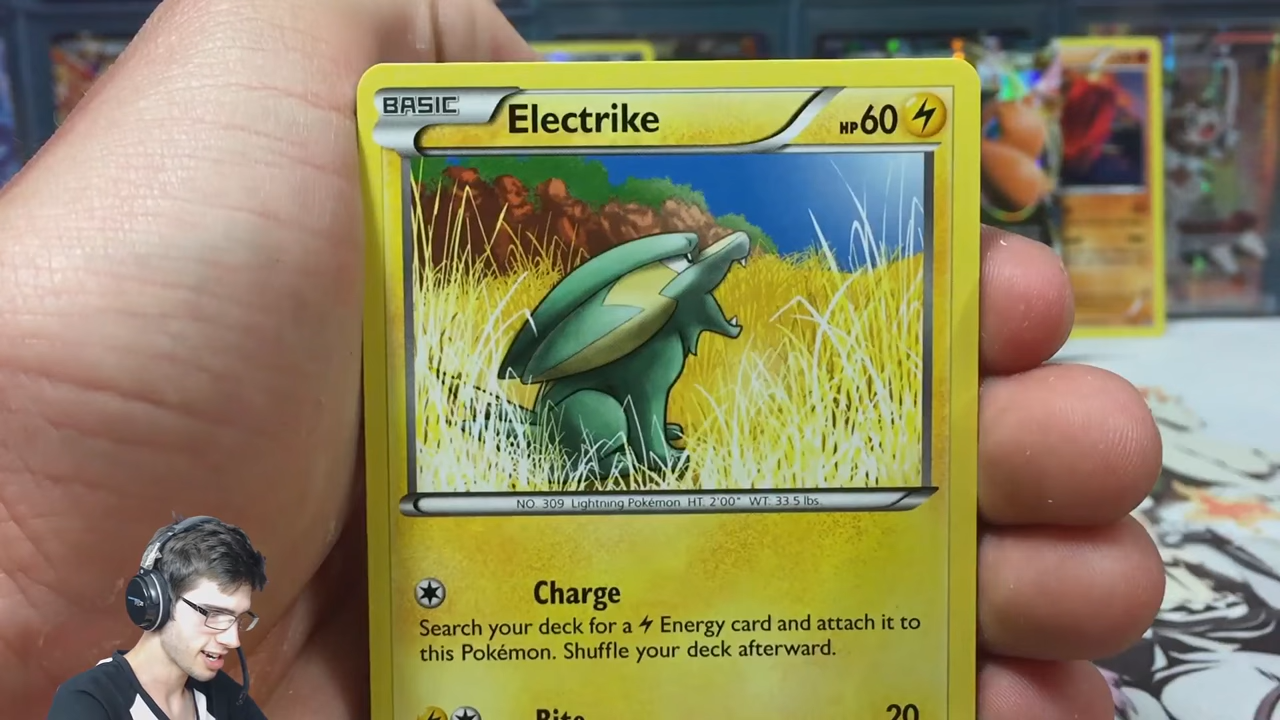 BASIC
Electrike
HP60
NO. 309 Lightning Pokémon HT: 2'00" WT: 33.5 lbs.
Charge
Search your deck for a Energy card and attach it to
this Pokémon. Shuffle your deck afterward.
Bite 20